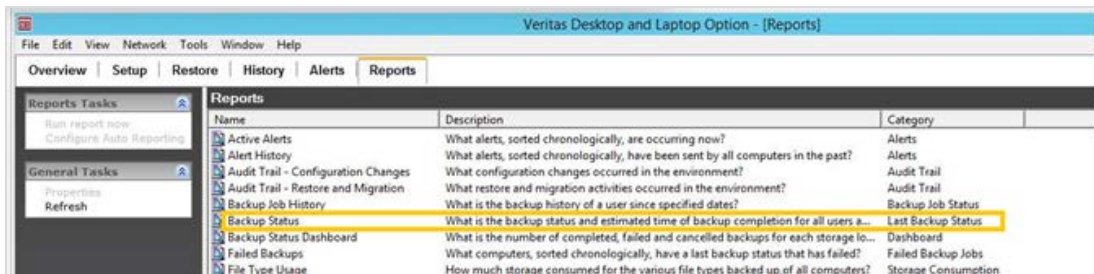 Veritas Desktop and Laptop Option - [Reports]
File Edit View Network Tools Window Help
Overview Setup Restore History Alerts Reports
Reports Tasks
Run report now
Configure Auto Reporting
General Tasks
Properties
Refresh
Reports
Name Description Category
Active Alerts What alerts, sorted chronologically, are occurring now? Alerts
Alert History What alerts, sorted chronologically, have been sent by all computers in the past? Alerts
Audit Trail - Configuration Changes What configuration changes occurred in the environment? Audit Trail
Audit Trail - Restore and Migration What restore and migration activities occurred in the environment? Audit Trail
Backup Job History What is the backup history of a user since specified dates? Backup Job Status
Backup Status What is the backup status and estimated time of backup completion for all users a... Last Backup Status
Backup Status Dashboard What is the number of completed, failed and cancelled backups for each storage lo... Dashboard
Failed Backups What computers, sorted chronologically, have a last backup status that has failed? Failed Backup Jobs
File Type Usage How much storage consumed for the various file types backed up of all computers? Storage Consumption